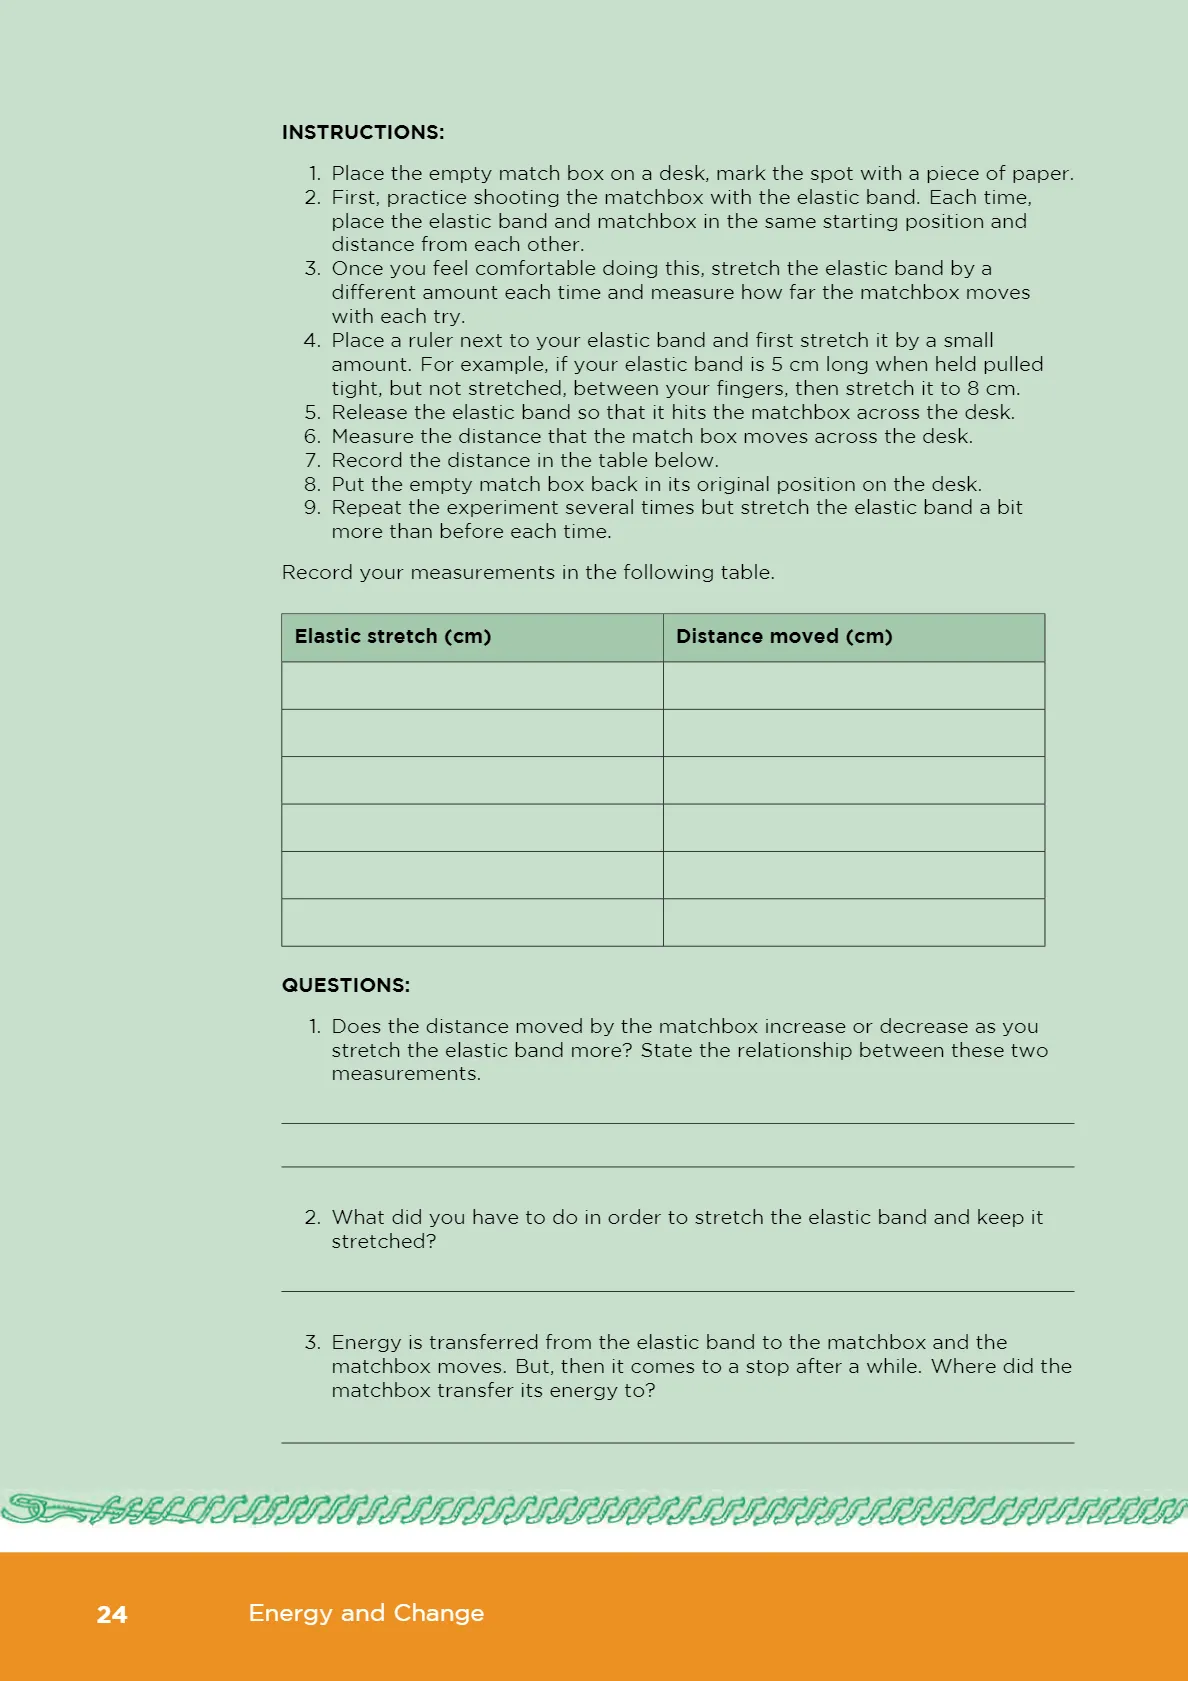 INSTRUCTIONS:
1. Place the empty match box on a desk, mark the spot with a piece of paper.
2. First, practice shooting the matchbox with the elastic band. Each time,
place the elastic band and matchbox in the same starting position and
distance from each other.
3. Once you feel comfortable doing this, stretch the elastic band by a
different amount each time and measure how far the matchbox moves
with each try.
4. Place a ruler next to your elastic band and first stretch it by a small
amount. For example, if your elastic band is 5 cm long when held pulled
tight, but not stretched, between your fingers, then stretch it to 8 cm.
5. Release the elastic band so that it hits the matchbox across the desk.
6. Measure the distance that the match box moves across the desk.
7. Record the distance in the table below.
8. Put the empty match box back in its original position on the desk.
9. Repeat the experiment several times but stretch the elastic band a bit
more than before each time.
Record your measurements in the following table.
Elastic stretch (cm) Distance moved (cm)
QUESTIONS:
1. Does the distance moved by the matchbox increase or decrease as you
stretch the elastic band more? State the relationship between these two
measurements.
2. What did you have to do in order to stretch the elastic band and keep it
stretched?
3. Energy is transferred from the elastic band to the matchbox and the
matchbox moves. But, then it comes to a stop after a while. Where did the
matchbox transfer its energy to?
24 Energy and Change